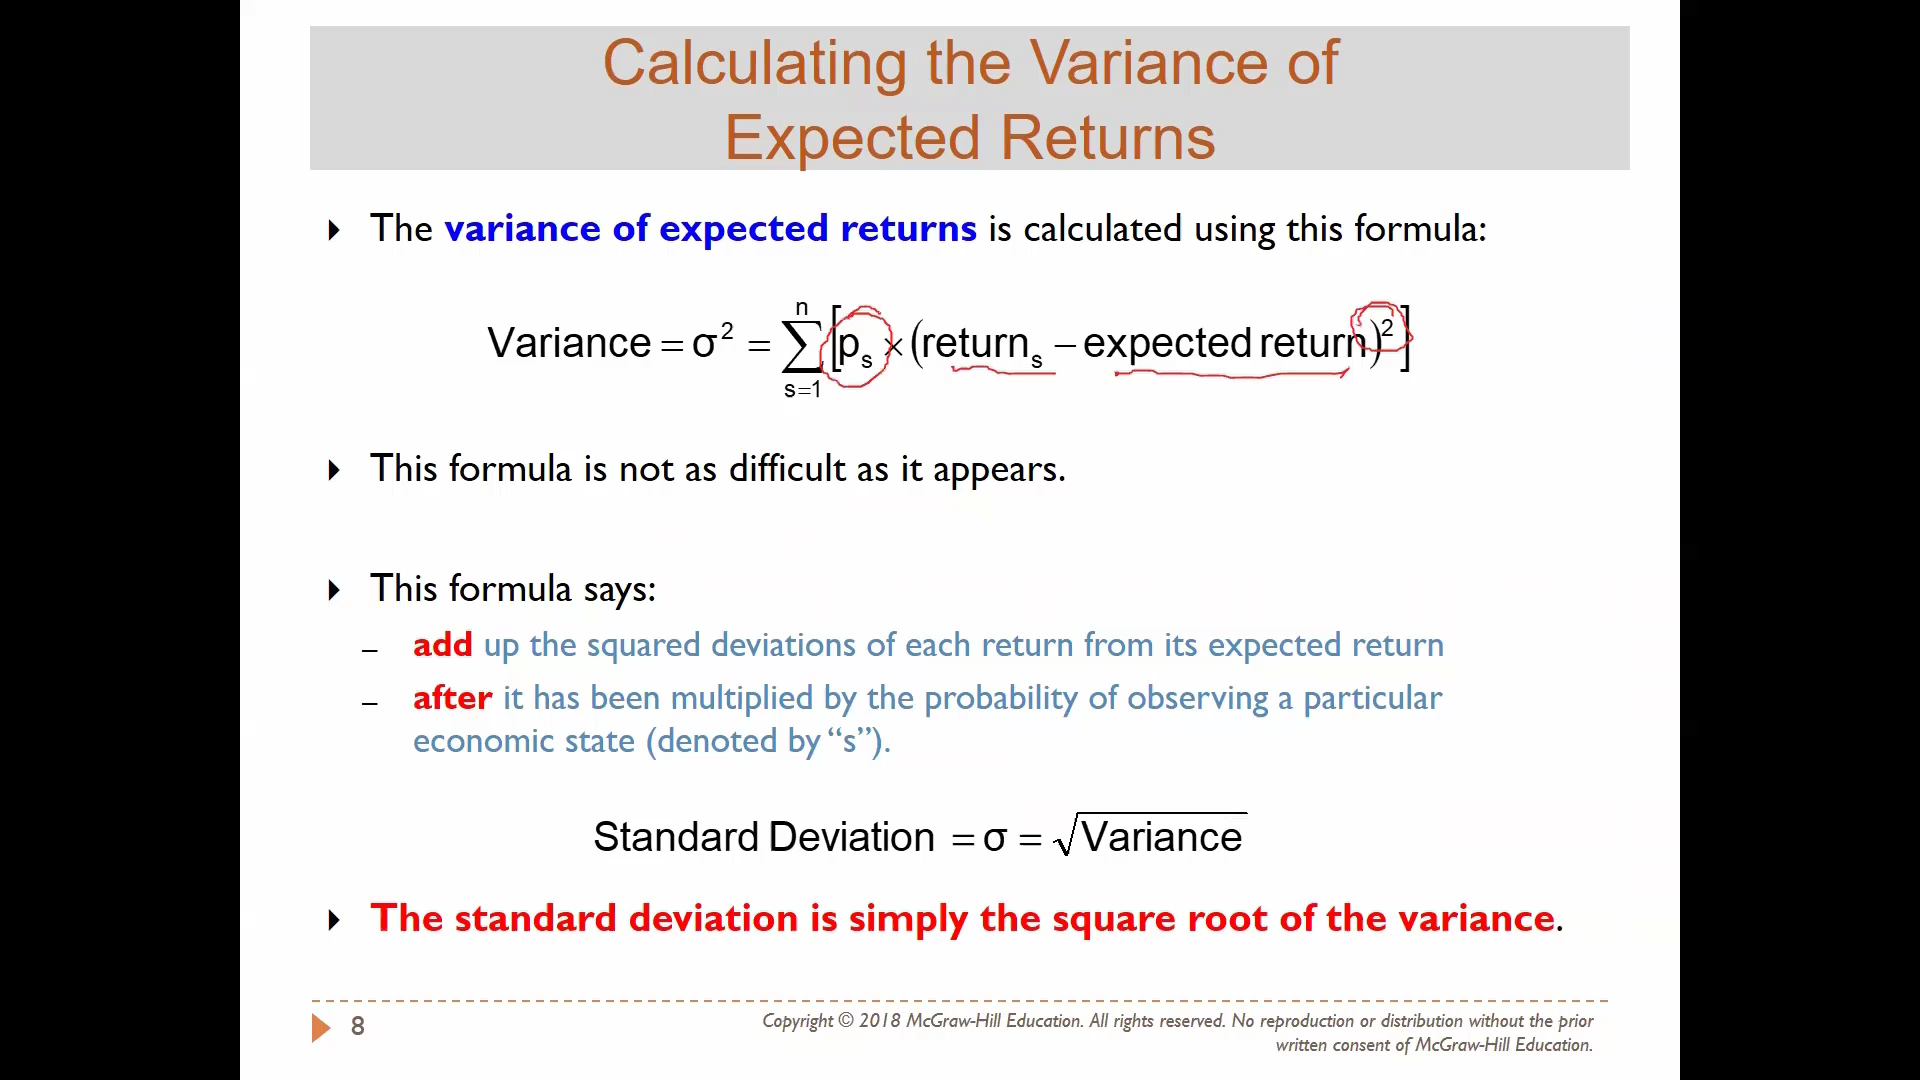 Calculating the Variance of
Expected Returns
The variance of expected returns is calculated using this formula:
Variance = σ² = ∑ₛ₌₁ⁿ [pₛ × (returnₛ – expected return)²]
This formula is not as difficult as it appears.
This formula says:
– add up the squared deviations of each return from its expected return
– after it has been multiplied by the probability of observing a particular
economic state (denoted by “s”).
Standard Deviation = σ = √Variance
The standard deviation is simply the square root of the variance.
8
Copyright © 2018 McGraw-Hill Education. All rights reserved. No reproduction or distribution without the prior
written consent of McGraw-Hill Education.